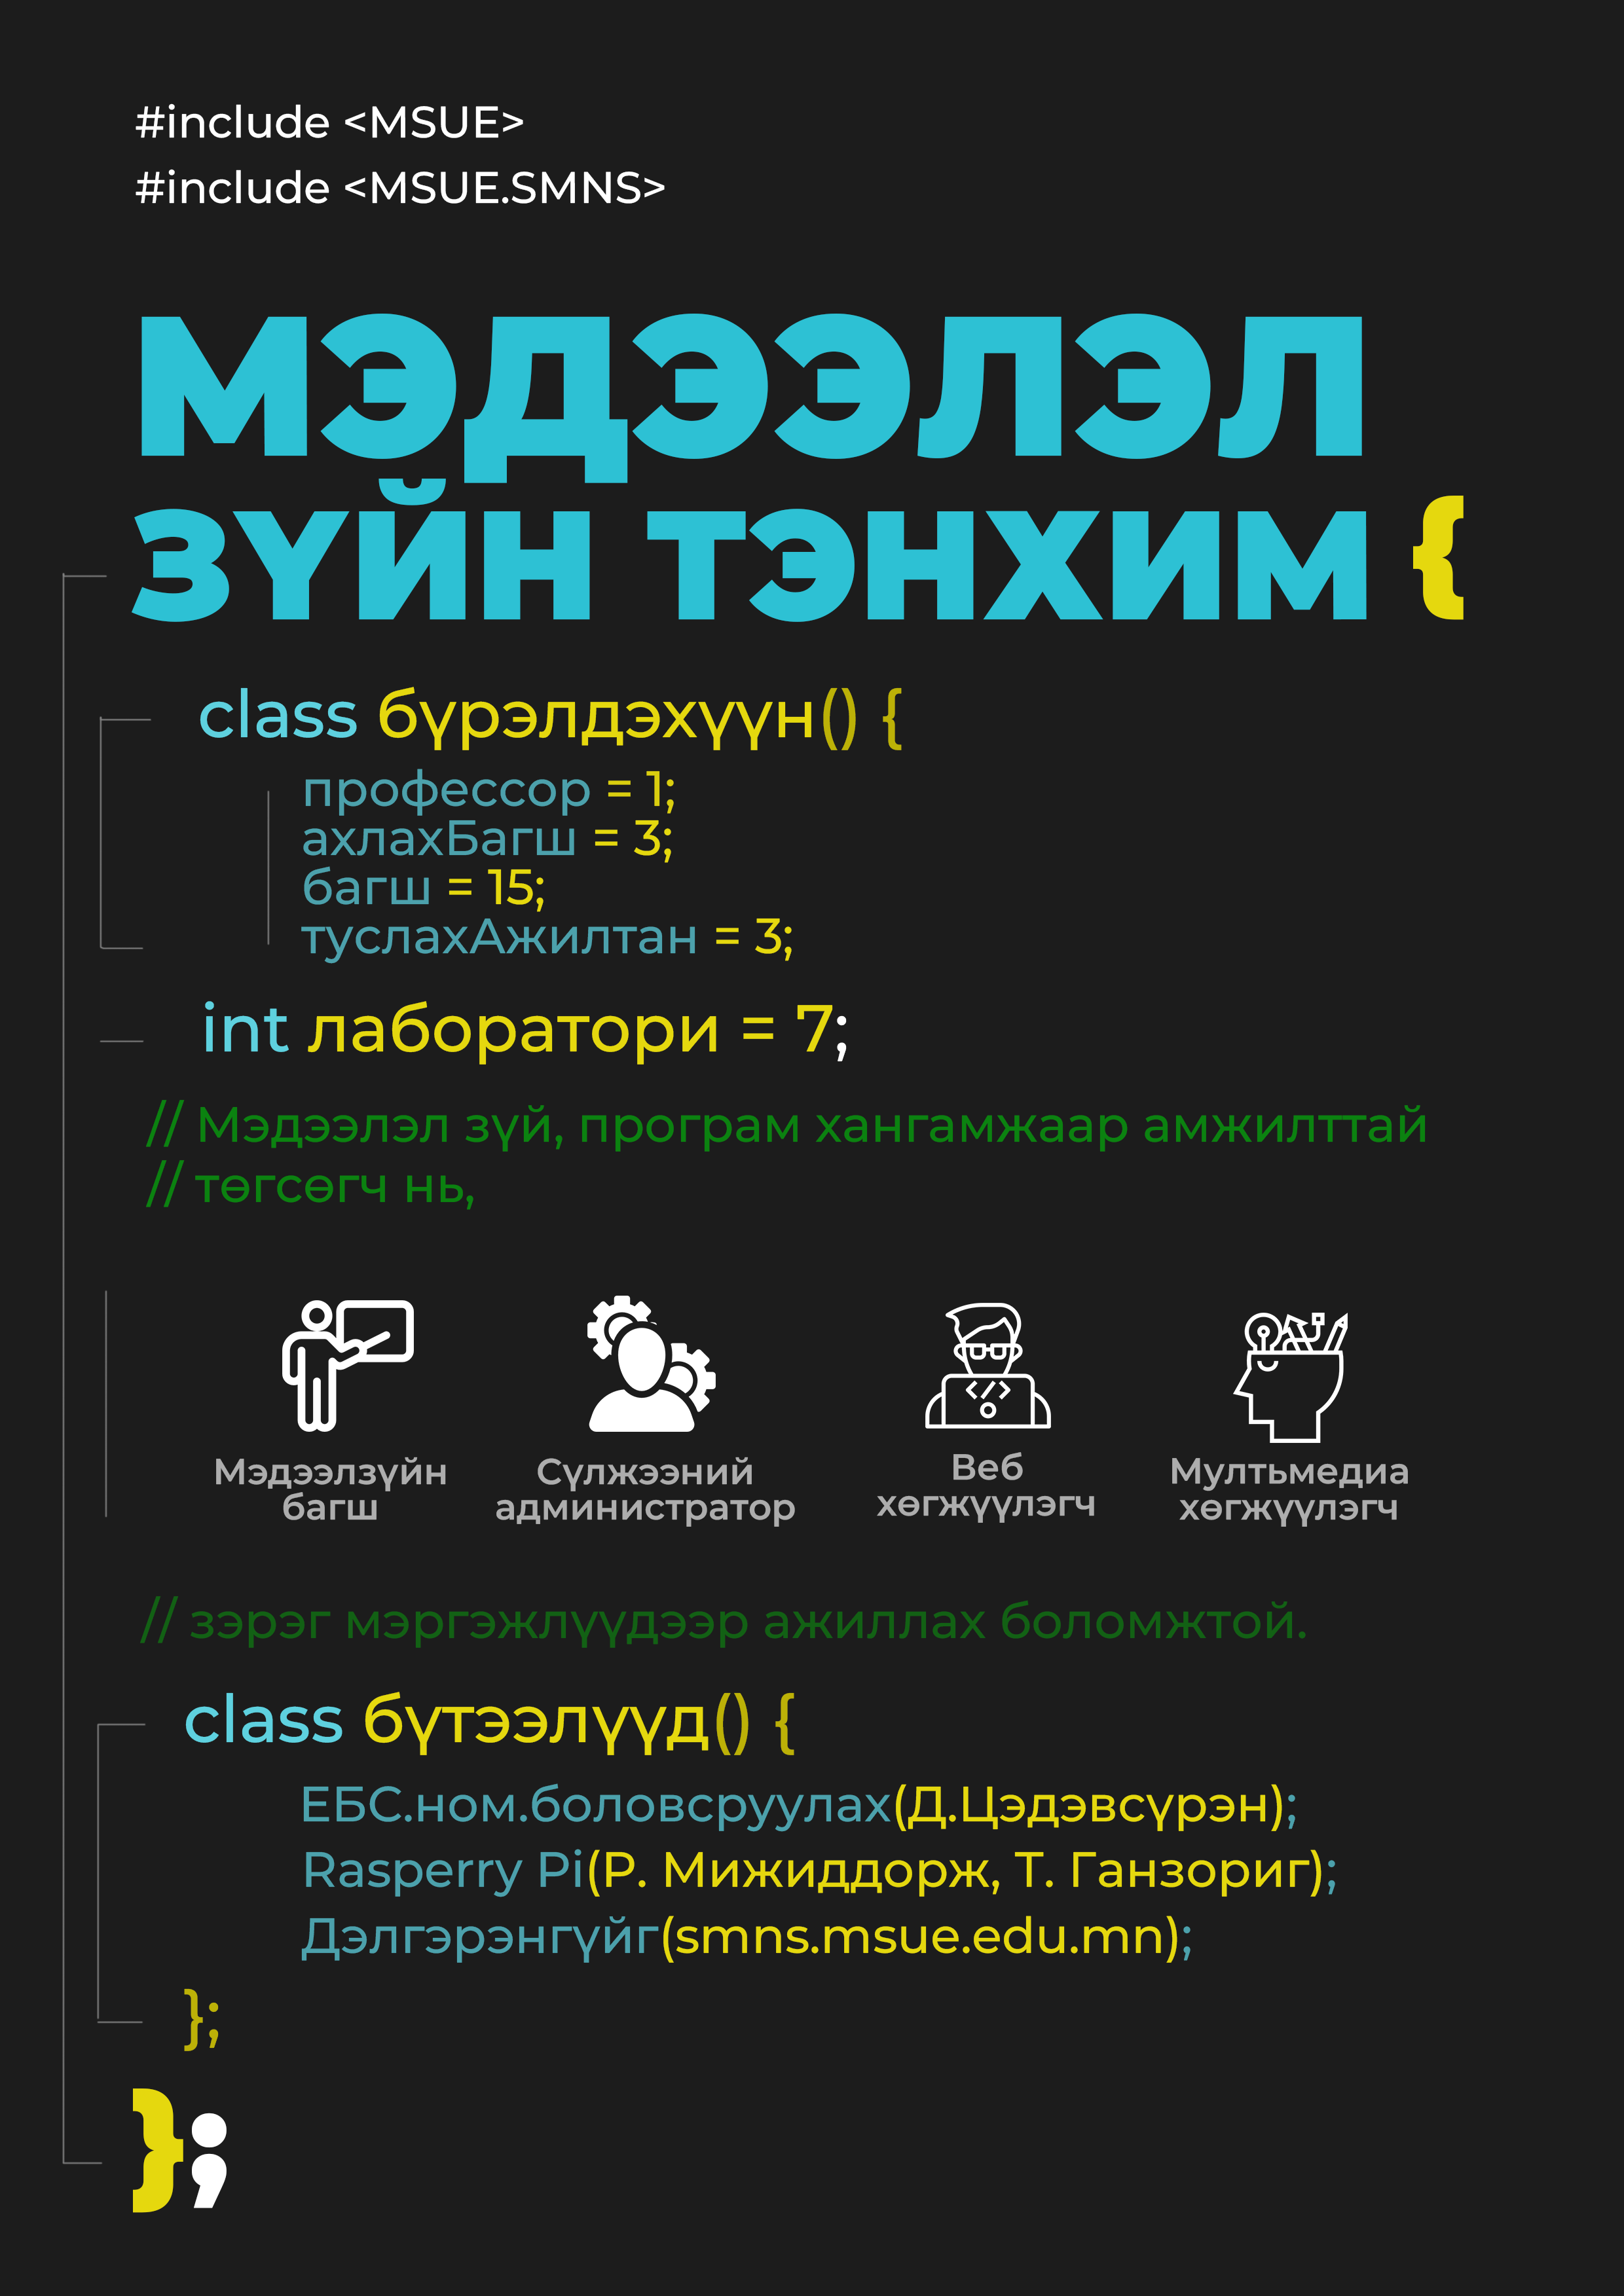 #include <MSUE>
#include <MSUE.SMNS>
МЭДЭЭЛЭЛ
ЗҮЙН ТЭНХИМ {
class бүрэлдэхүүн() {
профессор = 1;
ахлахБагш = 3;
багш = 15;
туслахАжилтан = 3;
int лаборатори = 7;
// Мэдээлэл зүй, програм хангамжаар амжилттай
// төгсөгч нь,
Мэдээлзүйн
багш
Сүлжээний
администратор
Веб
хөгжүүлэгч
Мултьмедиа
хөгжүүлэгч
// зэрэг мэргэжлүүдээр ажиллах боломжтой.
class бүтээлүүд() {
ЕБС.ном.боловсруулах(Д.Цэдэвсүрэн);
Rasperry Pi(Р. Мижиддорж, Т. Ганзориг);
Дэлгэрэнгүйг(smns.msue.edu.mn);
};
};